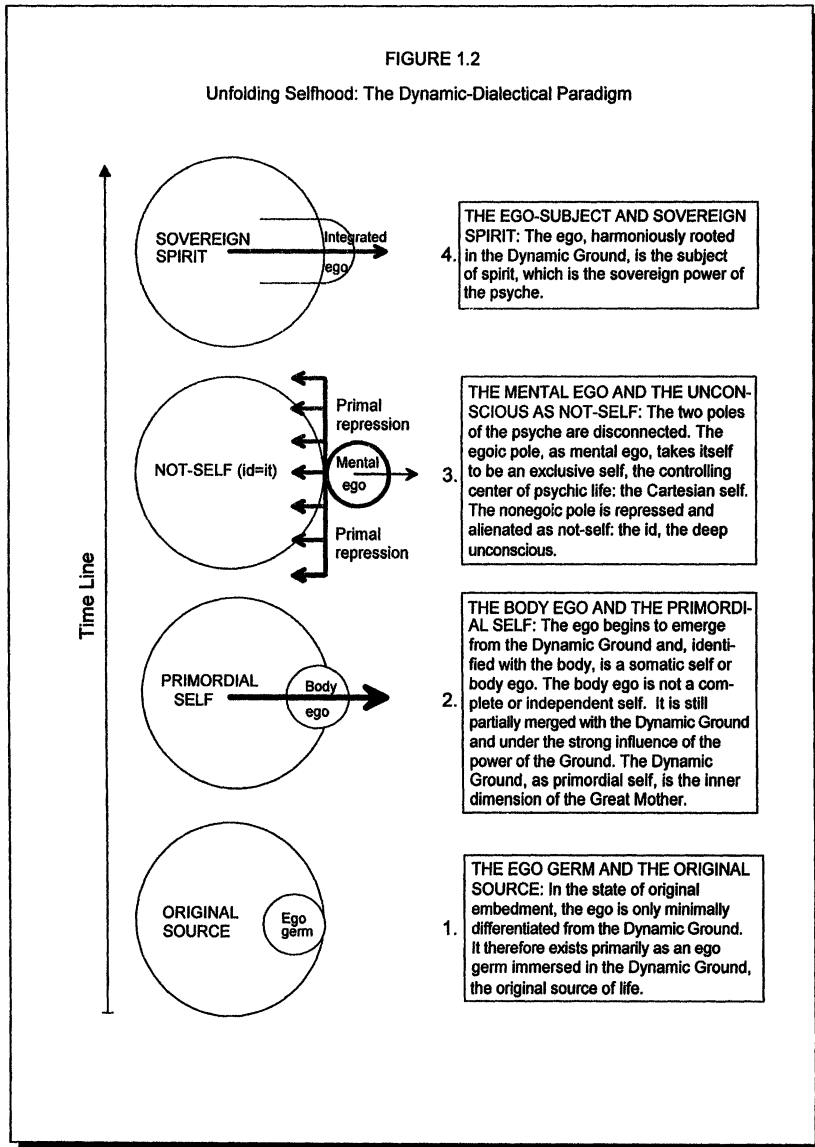 FIGURE 1.2
Unfolding Selfhood: The Dynamic-Dialectical Paradigm
Time Line
SOVEREIGN
SPIRIT
Integrated
ego
4.
THE EGO-SUBJECT AND SOVEREIGN
SPIRIT: The ego, harmoniously rooted
in the Dynamic Ground, is the subject
of spirit, which is the sovereign power of
the psyche.
Primal
repression
NOT-SELF (id=it)
Mental
ego
Primal
repression
3.
THE MENTAL EGO AND THE UNCON-
SCIOUS AS NOT-SELF: The two poles
of the psyche are disconnected. The
egoic pole, as mental ego, takes itself
to be an exclusive self, the controlling
center of psychic life: the Cartesian self.
The nonegoic pole is repressed and
alienated as not-self: the id, the deep
unconscious.
PRIMORDIAL
SELF
Body
ego
2.
THE BODY EGO AND THE PRIMORDI-
AL SELF: The ego begins to emerge
from the Dynamic Ground and, identi-
fied with the body, is a somatic self or
body ego. The body ego is not a com-
plete or independent self. It is still
partially merged with the Dynamic Ground
and under the strong influence of the
power of the Ground. The Dynamic
Ground, as primordial self, is the inner
dimension of the Great Mother.
ORIGINAL
SOURCE
Ego
germ
1.
THE EGO GERM AND THE ORIGINAL
SOURCE: In the state of original
embedment, the ego is only minimally
differentiated from the Dynamic Ground.
It therefore exists primarily as an ego
germ immersed in the Dynamic Ground,
the original source of life.